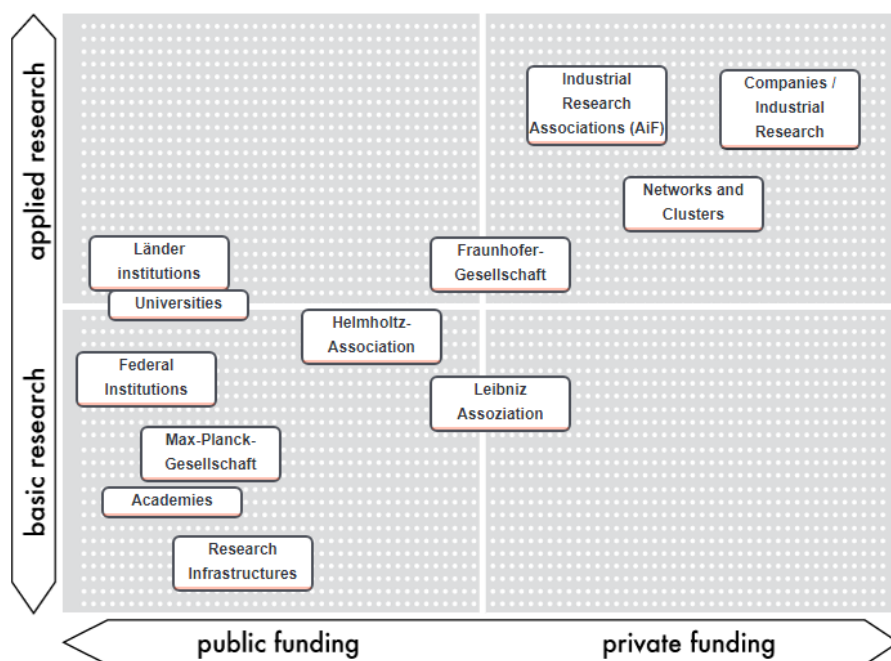 applied research
basic research
Industrial
Research
Associations (AiF)
Companies /
Industrial
Research
Networks and
Clusters
Länder
institutions
Universities
Fraunhofer-
Gesellschaft
Helmholtz-
Association
Federal
Institutions
Leibniz
Assoziation
Max-Planck-
Gesellschaft
Academies
Research
Infrastructures
public funding
private funding